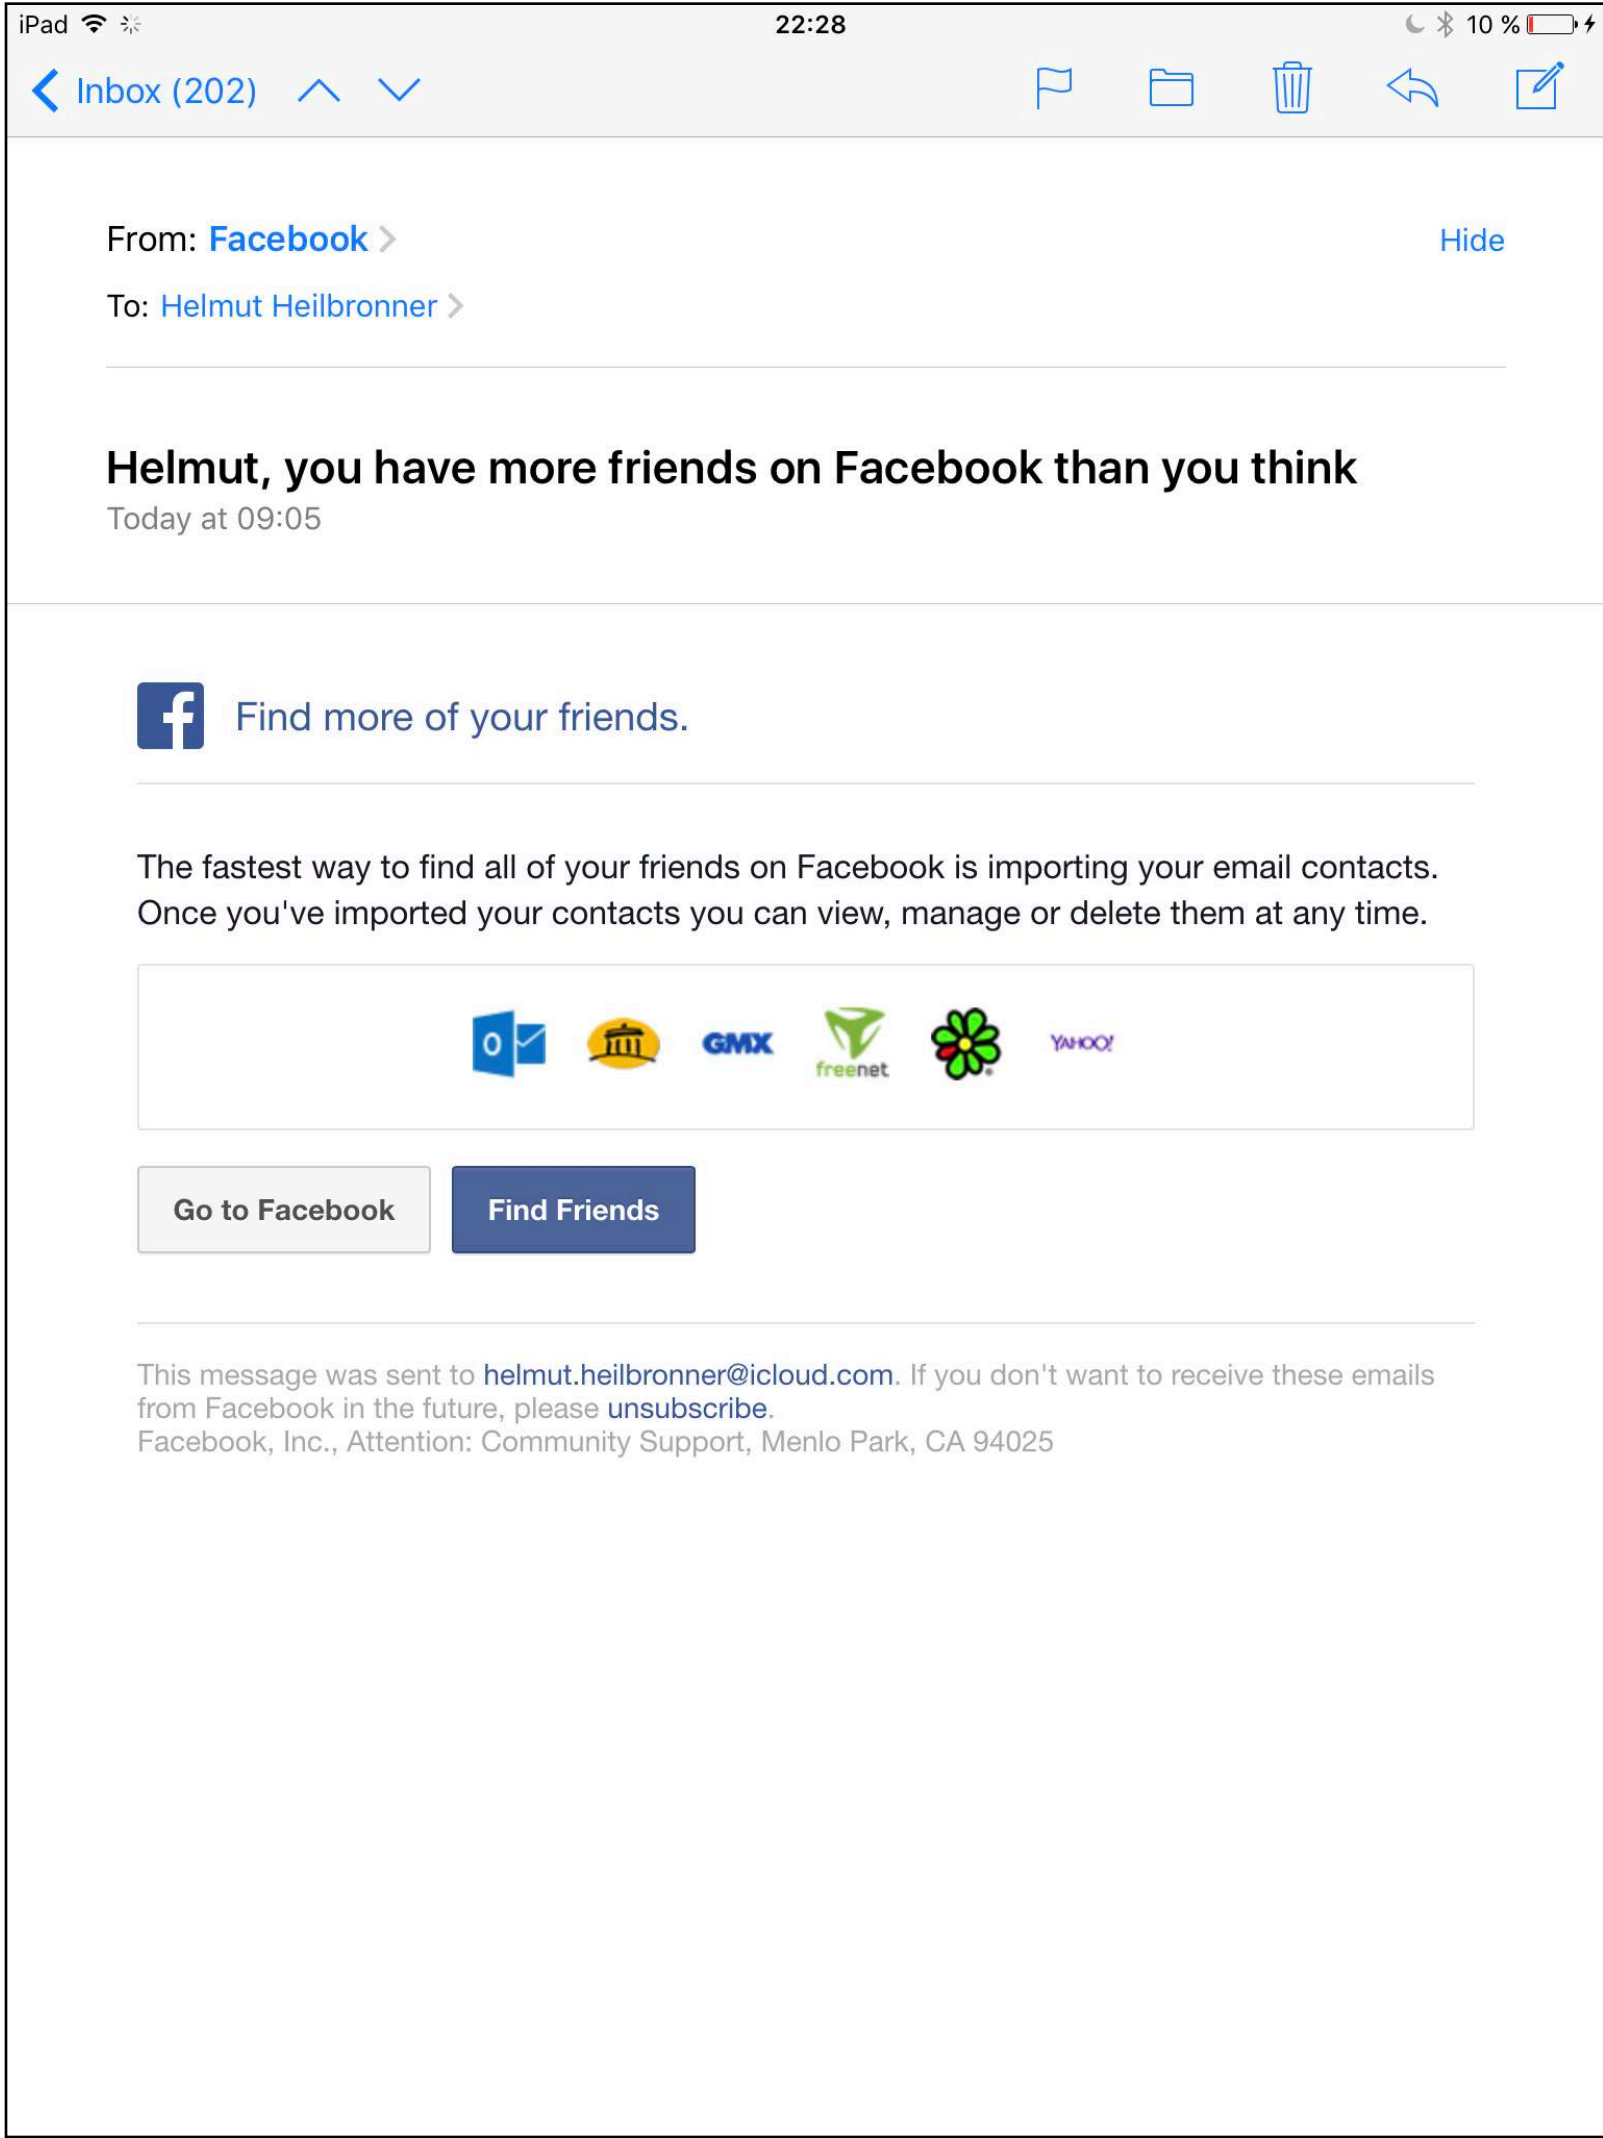 iPad 22:28 10 %
Inbox (202)
From: Facebook
Hide
To: Helmut Heilbronner
Helmut, you have more friends on Facebook than you think
Today at 09:05
f Find more of your friends.
The fastest way to find all of your friends on Facebook is importing your email contacts.
Once you've imported your contacts you can view, manage or delete them at any time.
o GMX freenet YAHOO!
Go to Facebook Find Friends
This message was sent to helmut.heilbronner@icloud.com. If you don't want to receive these emails
from Facebook in the future, please unsubscribe.
Facebook, Inc., Attention: Community Support, Menlo Park, CA 94025